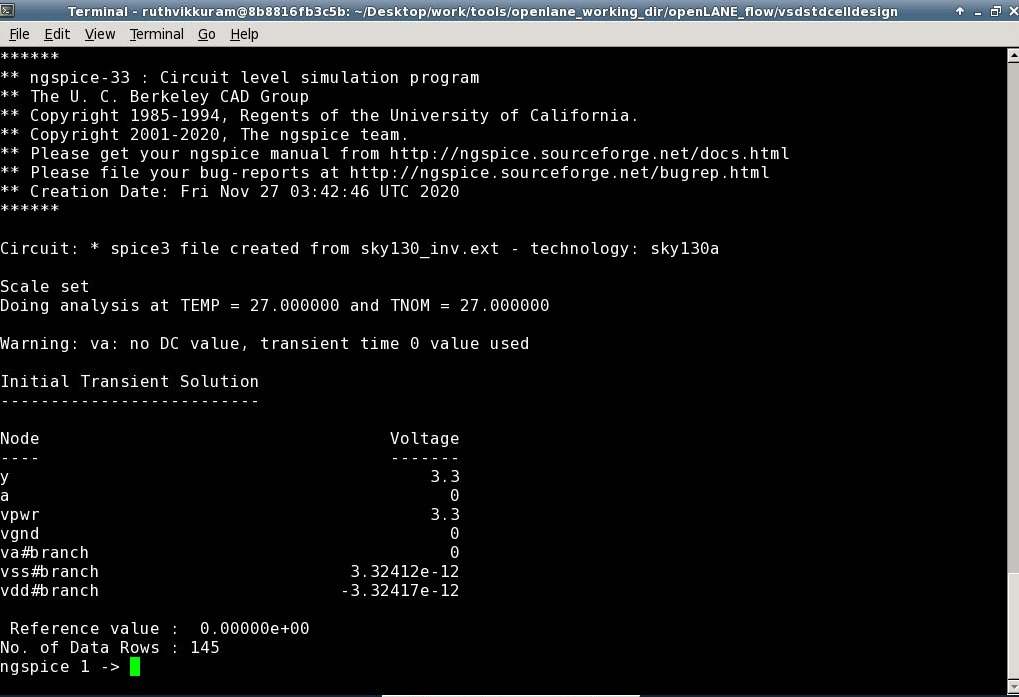 Terminal - ruthvikkuram@8b8816fb3c5b: ~/Desktop/work/tools/openlane_working_dir/openLANE_flow/vsdstdcelldesign
File Edit View Terminal Go Help
******
** ngspice-33 : Circuit level simulation program
** The U. C. Berkeley CAD Group
** Copyright 1985-1994, Regents of the University of California.
** Copyright 2001-2020, The ngspice team.
** Please get your ngspice manual from http://ngspice.sourceforge.net/docs.html
** Please file your bug-reports at http://ngspice.sourceforge.net/bugrep.html
** Creation Date: Fri Nov 27 03:42:46 UTC 2020
******
Circuit: * spice3 file created from sky130_inv.ext - technology: sky130a
Scale set
Doing analysis at TEMP = 27.000000 and TNOM = 27.000000
Warning: va: no DC value, transient time 0 value used
Initial Transient Solution
--------------------------
Node Voltage
---- -------
y 3.3
a 0
vpwr 3.3
vgnd 0
va#branch 0
vss#branch 3.32412e-12
vdd#branch -3.32417e-12
Reference value : 0.00000e+00
No. of Data Rows : 145
ngspice 1 ->